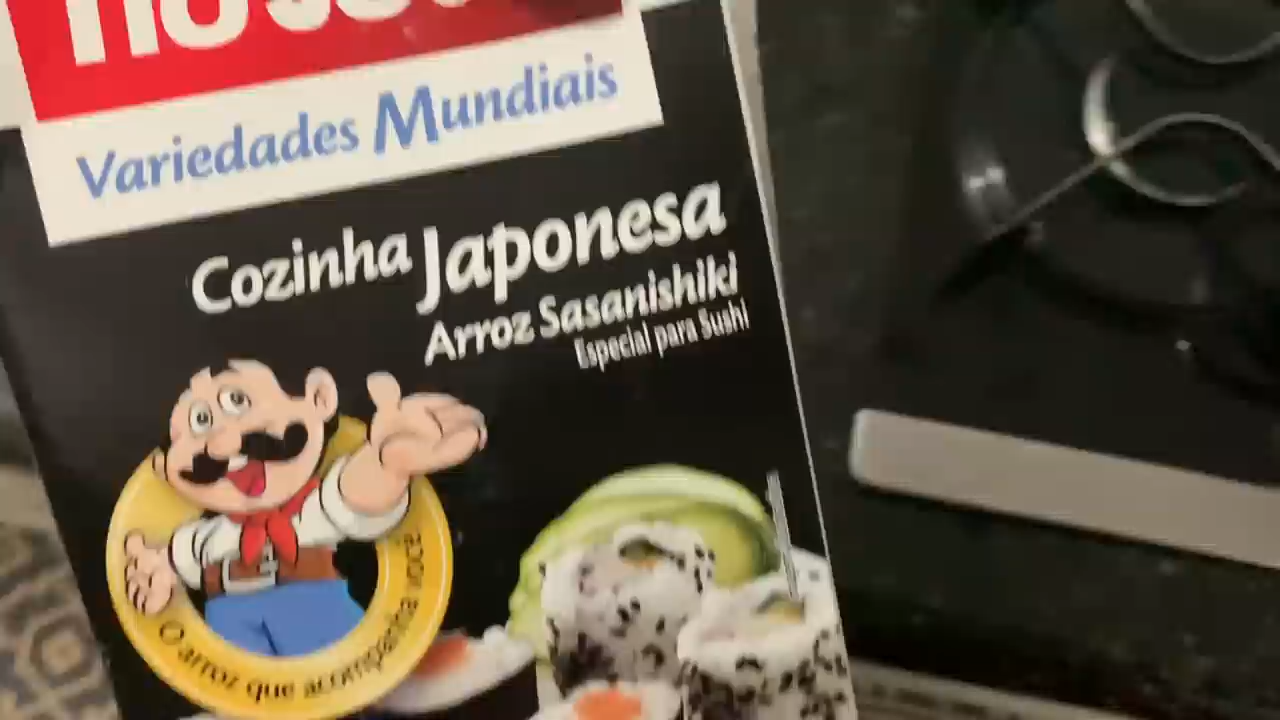 Variedades Mundiais
Cozinha Japonesa
Arroz Sasanishiki
Especial para Sushi
O arroz que acompanha você.